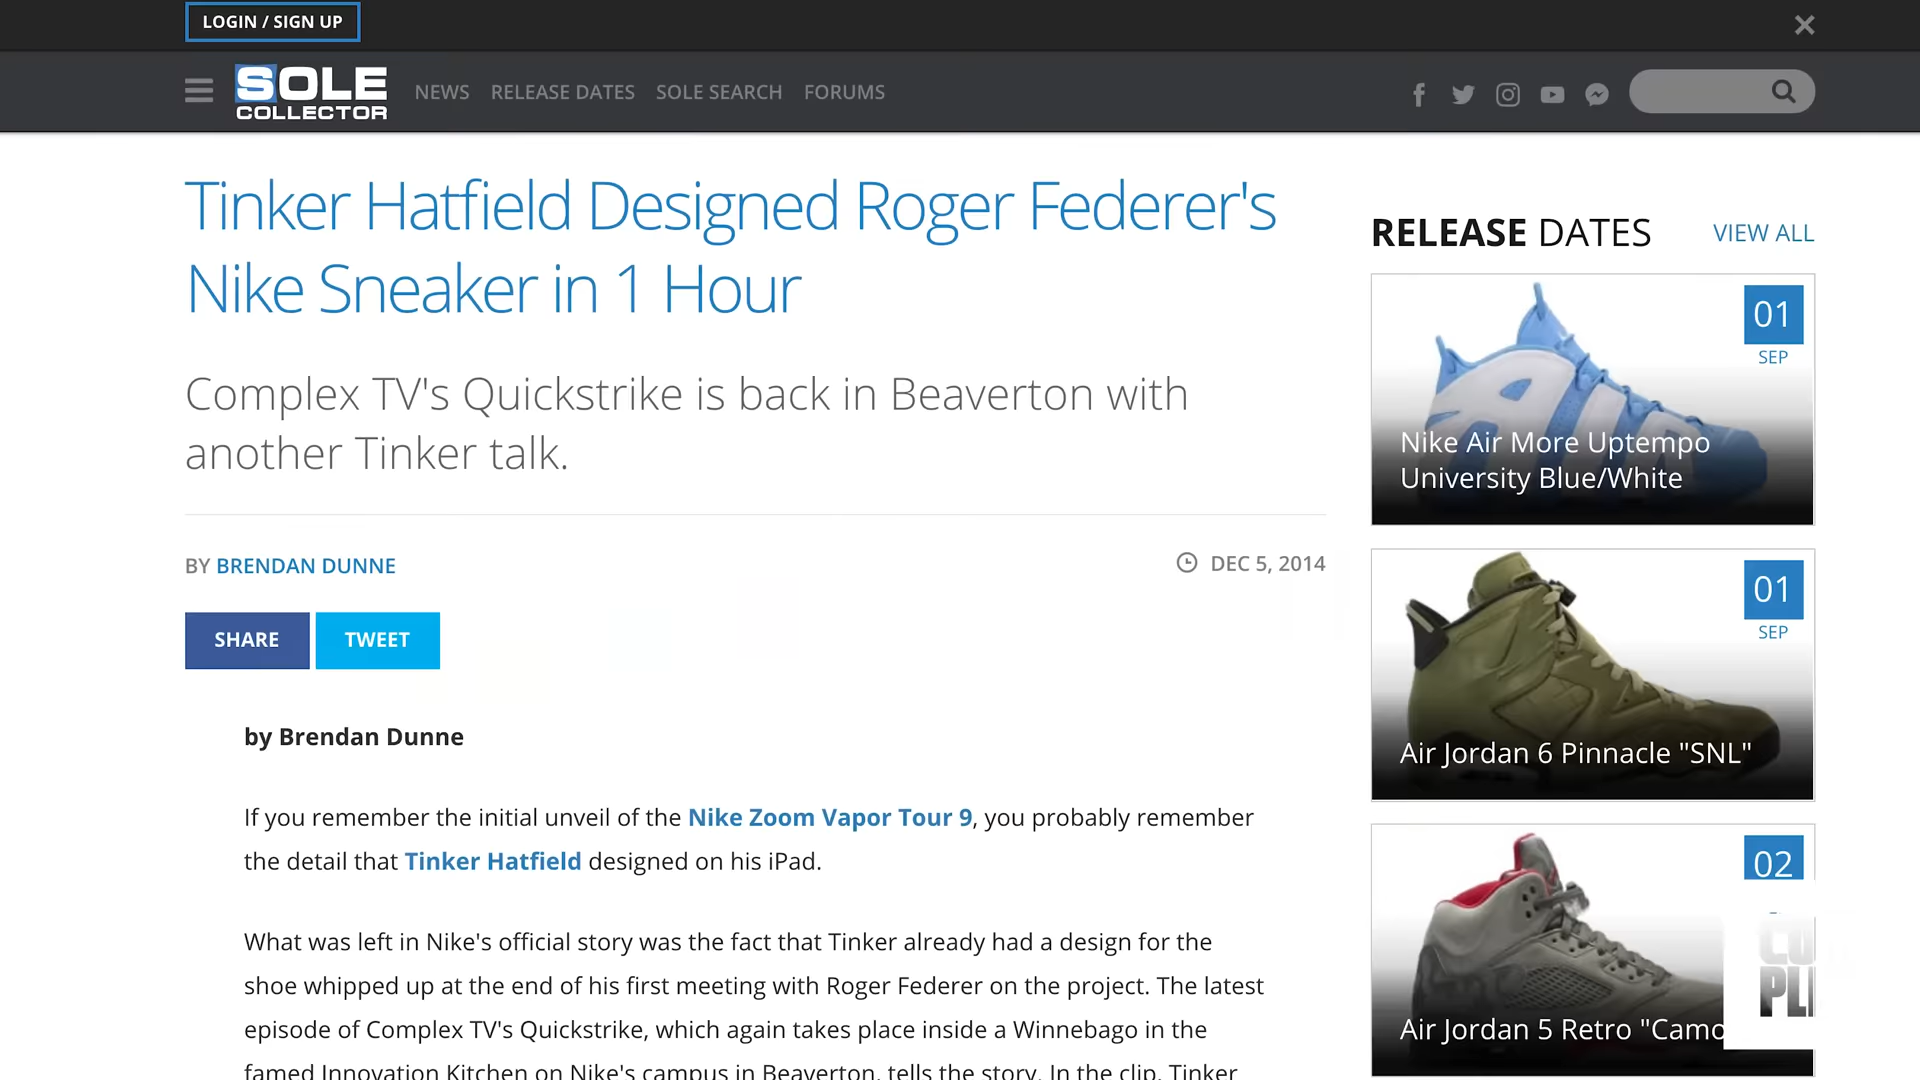 LOGIN / SIGN UP
SOLE
COLLECTOR
NEWS RELEASE DATES SOLE SEARCH FORUMS
Tinker Hatfield Designed Roger Federer's
Nike Sneaker in 1 Hour
Complex TV's Quickstrike is back in Beaverton with
another Tinker talk.
BY BRENDAN DUNNE
DEC 5, 2014
SHARE TWEET
by Brendan Dunne
If you remember the initial unveil of the Nike Zoom Vapor Tour 9, you probably remember
the detail that Tinker Hatfield designed on his iPad.
What was left in Nike's official story was the fact that Tinker already had a design for the
shoe whipped up at the end of his first meeting with Roger Federer on the project. The latest
episode of Complex TV's Quickstrike, which again takes place inside a Winnebago in the
famed Innovation Kitchen on Nike's campus in Beaverton, tells the story. In the clip, Tinker
RELEASE DATES
VIEW ALL
01
SEP
Nike Air More Uptempo
University Blue/White
01
SEP
Air Jordan 6 Pinnacle "SNL"
02
Air Jordan 5 Retro "Camo